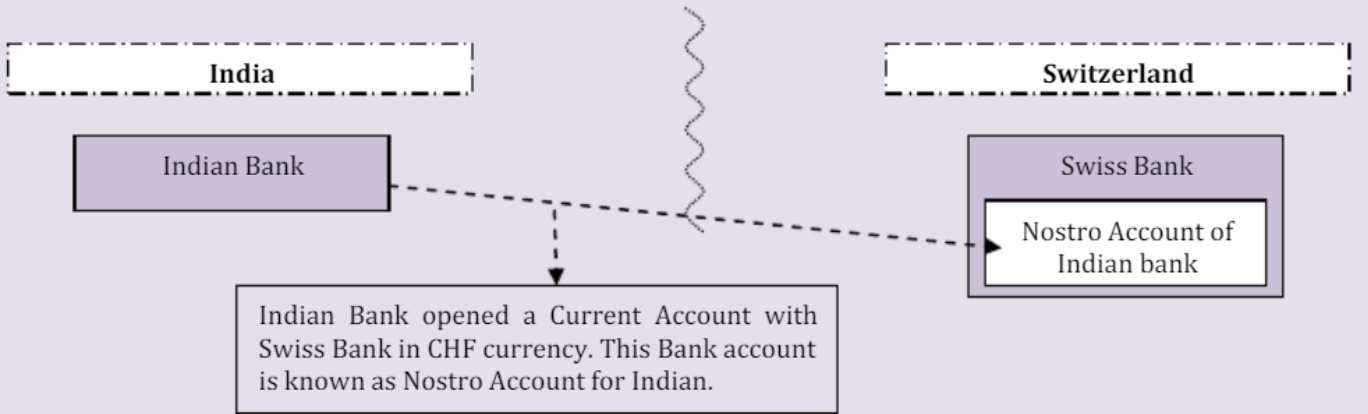 India
Switzerland
Indian Bank
Swiss Bank
Nostro Account of
Indian bank
Indian Bank opened a Current Account with
Swiss Bank in CHF currency. This Bank account
is known as Nostro Account for Indian.